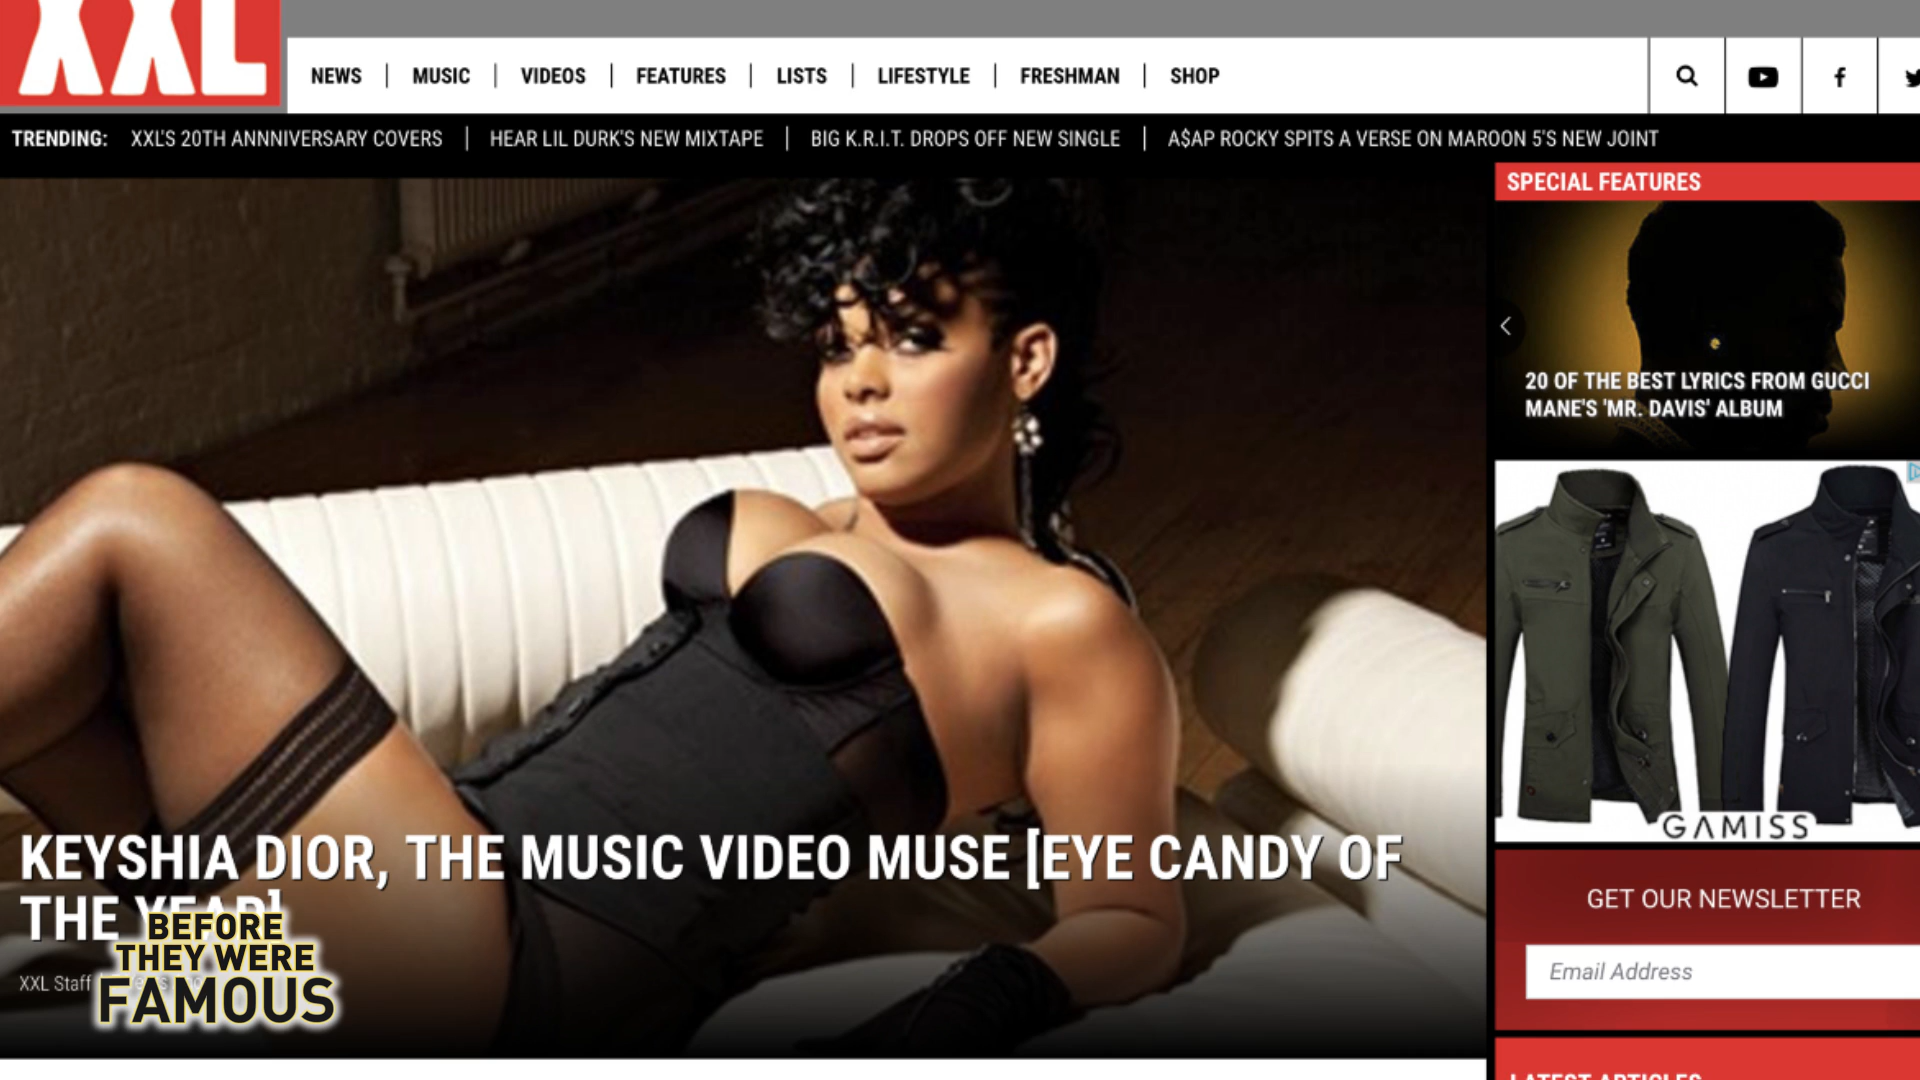 XXL
NEWS | MUSIC | VIDEOS | FEATURES | LISTS | LIFESTYLE | FRESHMAN | SHOP
TRENDING: XXL'S 20TH ANNNIVERSARY COVERS | HEAR LIL DURK'S NEW MIXTAPE | BIG K.R.I.T. DROPS OFF NEW SINGLE | A$AP ROCKY SPITS A VERSE ON MAROON 5'S NEW JOINT
SPECIAL FEATURES
20 OF THE BEST LYRICS FROM GUCCI
MANE'S 'MR. DAVIS' ALBUM
GAMISS
KEYSHIA DIOR, THE MUSIC VIDEO MUSE [EYE CANDY OF
THE YEAR]
XXL Staff
BEFORE
THEY WERE
FAMOUS
GET OUR NEWSLETTER
Email Address
LATEST ARTICLES